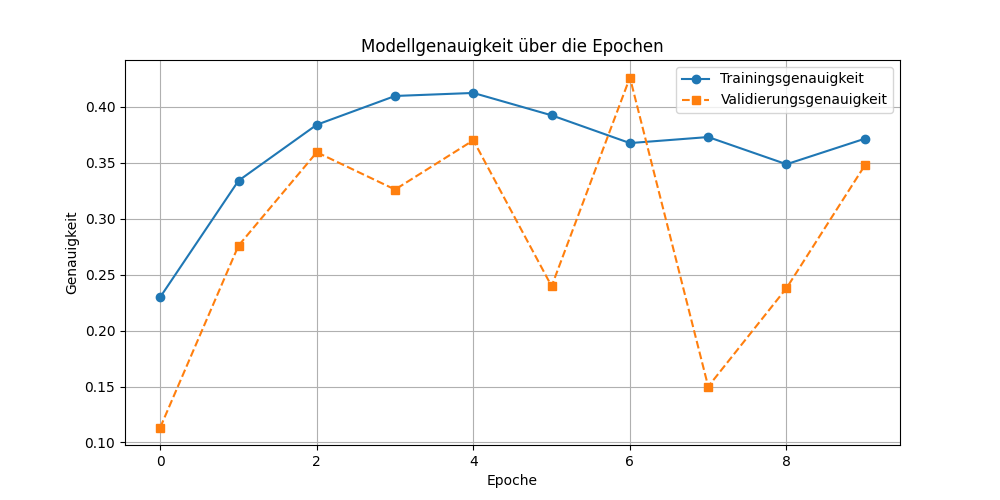 Modellgenauigkeit über die Epochen
Trainingsgenauigkeit
Validierungsgenauigkeit
Genauigkeit
0.40
0.35
0.30
0.25
0.20
0.15
0.10
0 2 4 6 8
Epoche